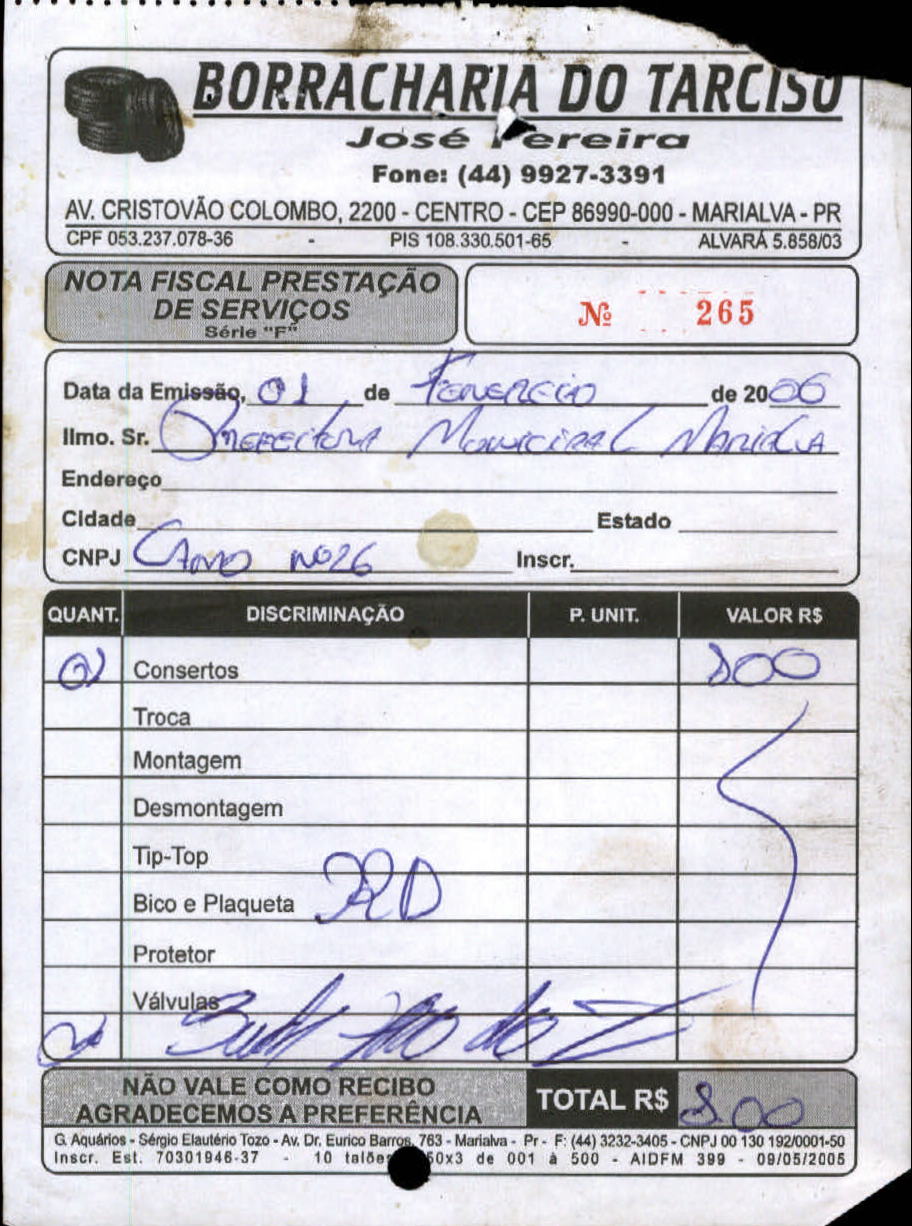 BORRACHARIA DO TARCISO
José Pereira
Fone: (44) 9927-3391
AV. CRISTOVÃO COLOMBO, 2200 - CENTRO - CEP 86990-000 - MARIALVA - PR
CPF 053.237.078-36 - PIS 108.330.501-65 - ALVARÁ 5.858/03
NOTA FISCAL PRESTAÇÃO
DE SERVIÇOS
Série "F"
Nº 265
Data da Emissão, 01 de Fevereiro de 2006
Ilmo. Sr. Prefeitura Municipal Marialva
Endereço
Cidade Estado
CNPJ Nº26 Inscr.
QUANT. DISCRIMINAÇÃO P. UNIT. VALOR R$
01 Consertos 800
Troca
Montagem
Desmontagem
Tip-Top
Bico e Plaqueta
Protetor
Válvulas
NÃO VALE COMO RECIBO
AGRADECEMOS A PREFERÊNCIA
TOTAL R$ 8.00
G. Aquários - Sérgio Elautério Tozo - Av. Dr. Eurico Barros, 763 - Marialva - Pr - F: (44) 3232-3405 - CNPJ 00 130 192/0001-50
Inscr. Est. 70301946-37 - 10 talões 50x3 de 001 à 500 - AIDFM 399 - 09/05/2005